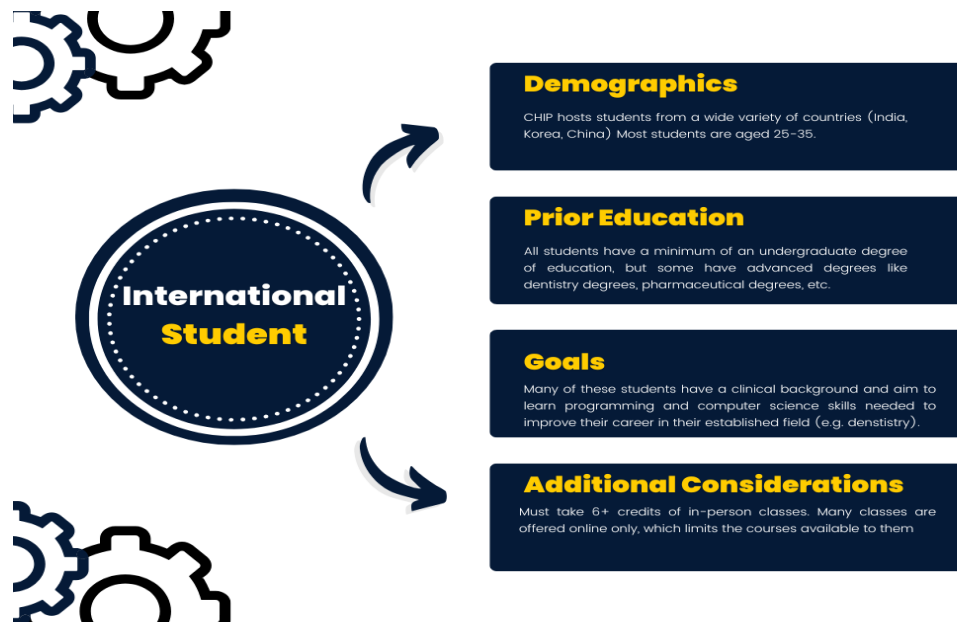 International
Student
Demographics
CHIP hosts students from a wide variety of countries (India,
Korea, China) Most students are aged 25-35.
Prior Education
All students have a minimum of an undergraduate degree
of education, but some have advanced degrees like
dentistry degrees, pharmaceutical degrees, etc.
Goals
Many of these students have a clinical background and aim to
learn programming and computer science skills needed to
improve their career in their established field (e.g. denstistry).
Additional Considerations
Must take 6+ credits of in-person classes. Many classes are
offered online only, which limits the courses available to them